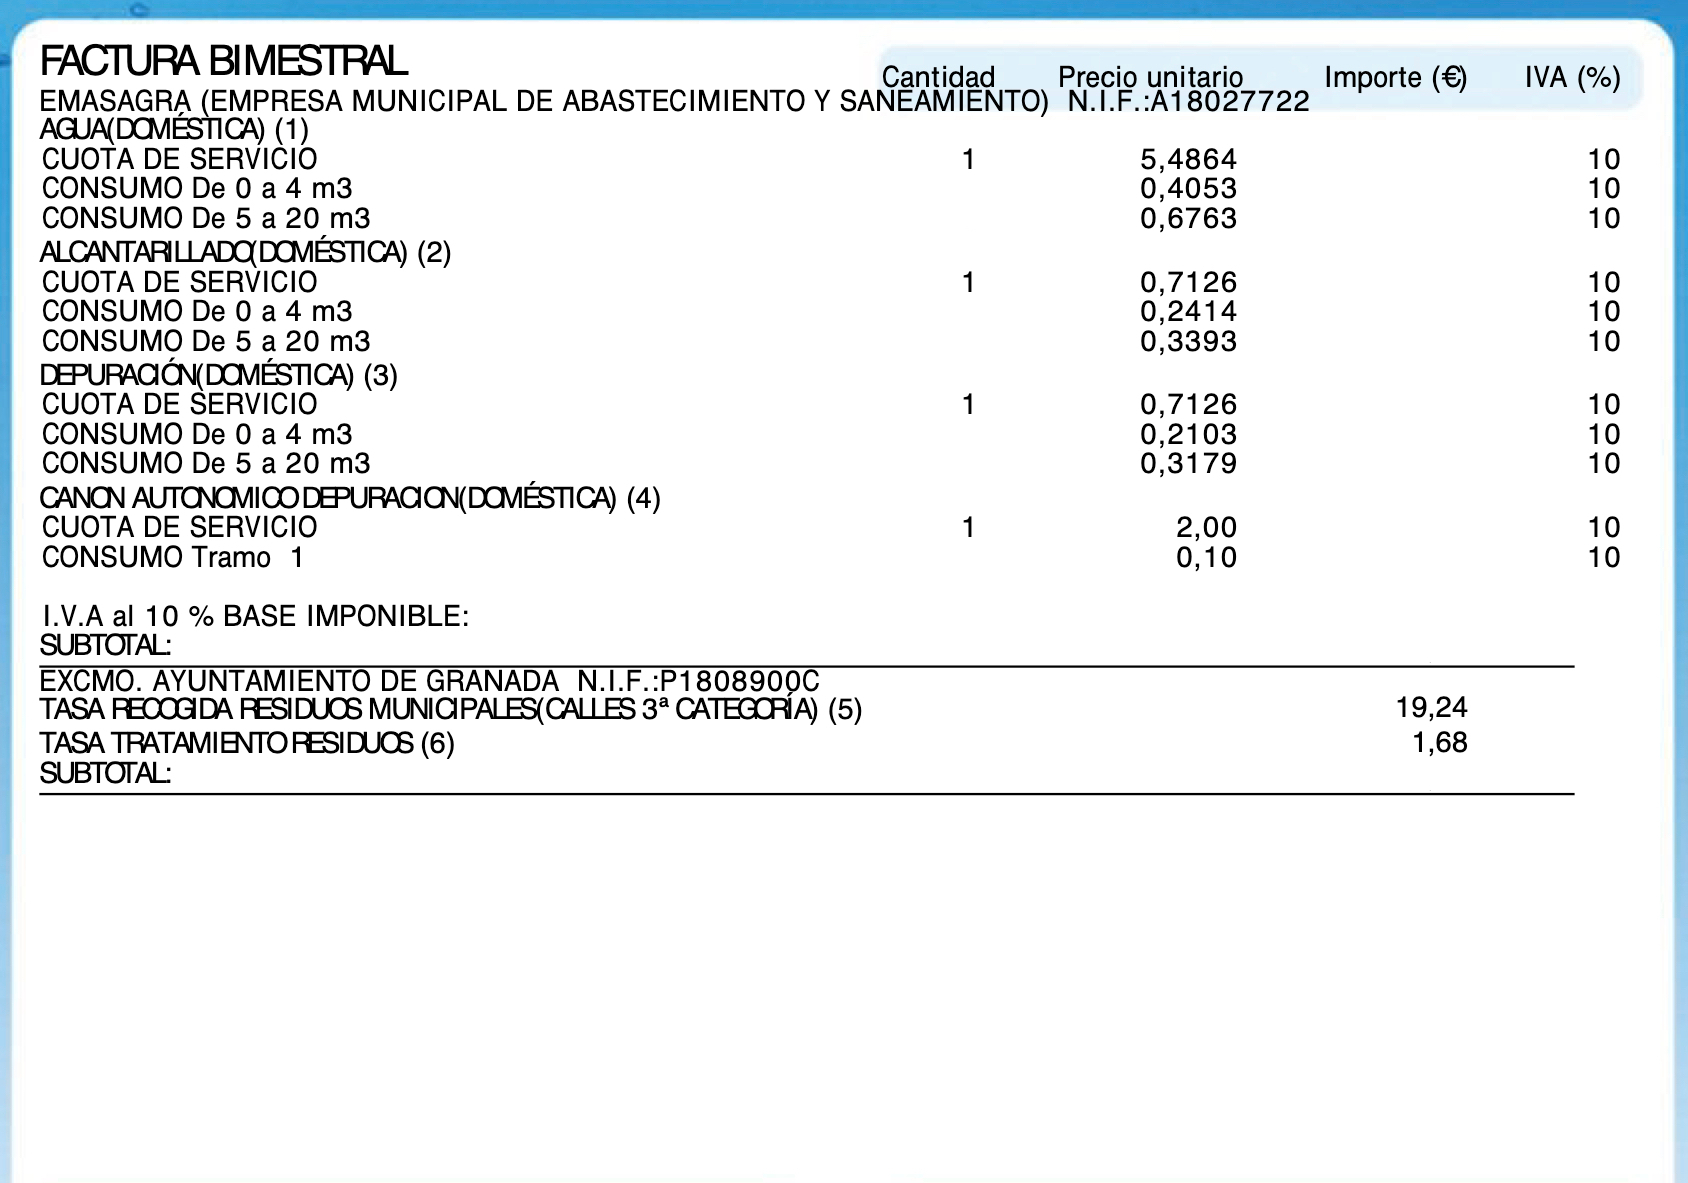 FACTURA BIMESTRAL
Cantidad Precio unitario Importe (€) IVA (%)
EMASAGRA (EMPRESA MUNICIPAL DE ABASTECIMIENTO Y SANEAMIENTO) N.I.F.:A18027722
AGUA(DOMÉSTICA) (1)
CUOTA DE SERVICIO 1 5,4864 10
CONSUMO De 0 a 4 m3 0,4053 10
CONSUMO De 5 a 20 m3 0,6763 10
ALCANTARILLADO(DOMÉSTICA) (2)
CUOTA DE SERVICIO 1 0,7126 10
CONSUMO De 0 a 4 m3 0,2414 10
CONSUMO De 5 a 20 m3 0,3393 10
DEPURACIÓN(DOMÉSTICA) (3)
CUOTA DE SERVICIO 1 0,7126 10
CONSUMO De 0 a 4 m3 0,2103 10
CONSUMO De 5 a 20 m3 0,3179 10
CANON AUTONOMICO DEPURACION(DOMÉSTICA) (4)
CUOTA DE SERVICIO 1 2,00 10
CONSUMO Tramo 1 0,10 10
I.V.A al 10 % BASE IMPONIBLE:
SUBTOTAL:
EXCMO. AYUNTAMIENTO DE GRANADA N.I.F.:P1808900C
TASA RECOGIDA RESIDUOS MUNICIPALES(CALLES 3ª CATEGORÍA) (5) 19,24
TASA TRATAMIENTO RESIDUOS (6) 1,68
SUBTOTAL: